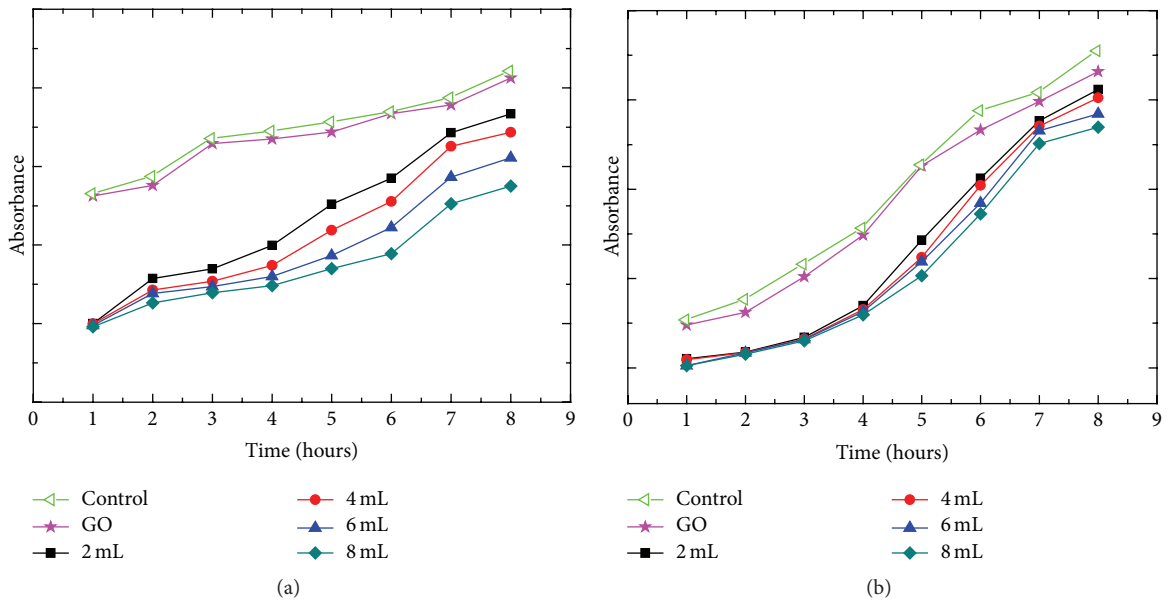 Absorbance
0 1 2 3 4 5 6 7 8 9
Time (hours)
Control
GO
2 mL
4 mL
6 mL
8 mL
(a)
Absorbance
0 1 2 3 4 5 6 7 8 9
Time (hours)
Control
GO
2 mL
4 mL
6 mL
8 mL
(b)